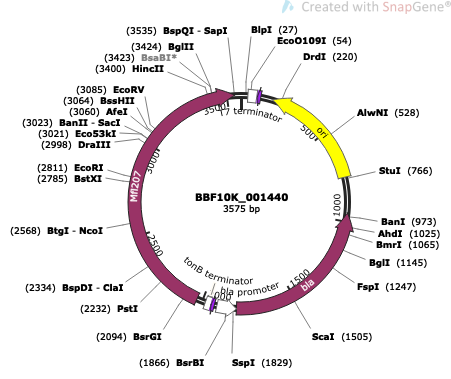 Created with SnapGene®
(3535) BspQI - SapI
(3424) BglII
(3423) BsaBI*
(3400) HincII
(3085) EcoRV
(3064) BssHII
(3060) AfeI
(3023) BanII - SacI
(3021) Eco53kI
(2998) DraIII
(2811) EcoRI
(2785) BstXI
(2568) BtgI - NcoI
(2334) BspDI - ClaI
(2232) PstI
(2094) BsrGI
(1866) BsrBI
BlpI (27)
EcoO109I (54)
DrdI (220)
AlwNI (528)
StuI (766)
BanI (973)
AhdI (1025)
BmrI (1065)
BglI (1145)
FspI (1247)
ScaI (1505)
SspI (1829)
T7 terminator
ori
bla
bla promoter
tonB terminator
Mfl207
500
1000
1500
2500
3000
BBF10K_001440
3575 bp